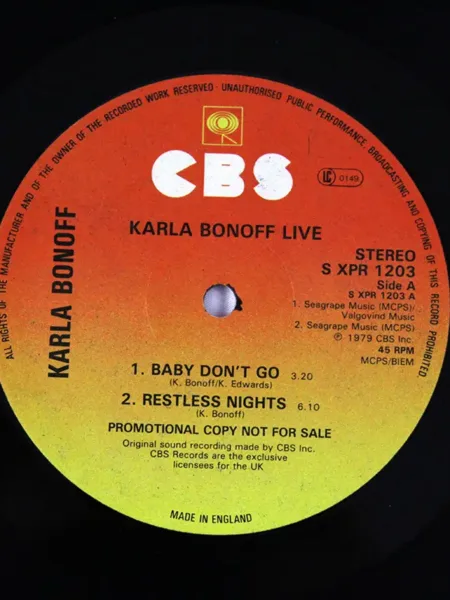 ALL RIGHTS OF THE MANUFACTURER AND OF THE OWNER OF THE RECORDED WORK RESERVED · UNAUTHORISED PUBLIC PERFORMANCE, BROADCASTING AND COPYING OF THIS RECORD PROHIBITED.
CBS
LC 0149
KARLA BONOFF LIVE
KARLA BONOFF
STEREO
S XPR 1203
Side A
S XPR 1203 A
1. Seagrape Music (MCPS)/.
Valgovind Music
2. Seagrape Music (MCPS)
℗ 1979 CBS Inc.
45 RPM
MCPS/BIEM
1. BABY DON'T GO 3.20
(K. Bonoff/K. Edwards)
2. RESTLESS NIGHTS 6.10
(K. Bonoff)
PROMOTIONAL COPY NOT FOR SALE
Original sound recording made by CBS Inc.
CBS Records are the exclusive
licensees for the UK
MADE IN ENGLAND